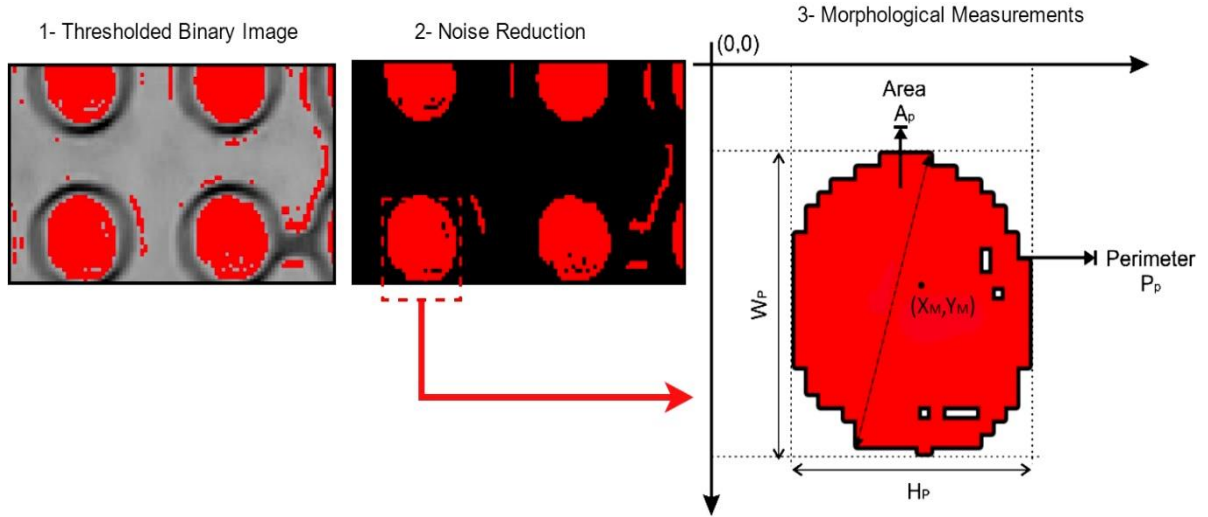 1- Thresholded Binary Image
2- Noise Reduction
3- Morphological Measurements
(0,0)
Area
Ap
Perimeter
Pp
WP
(XM,YM)
HP